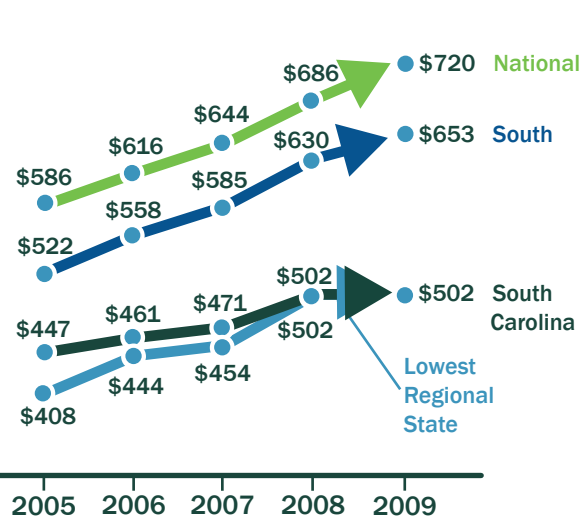 $686
$720 National
$644
$616
$630
$653 South
$586
$585
$558
$522
$502
$502 South
Carolina
$471
$461
$447
$502
$454
$444
$408
Lowest
Regional
State
2005 2006 2007 2008 2009